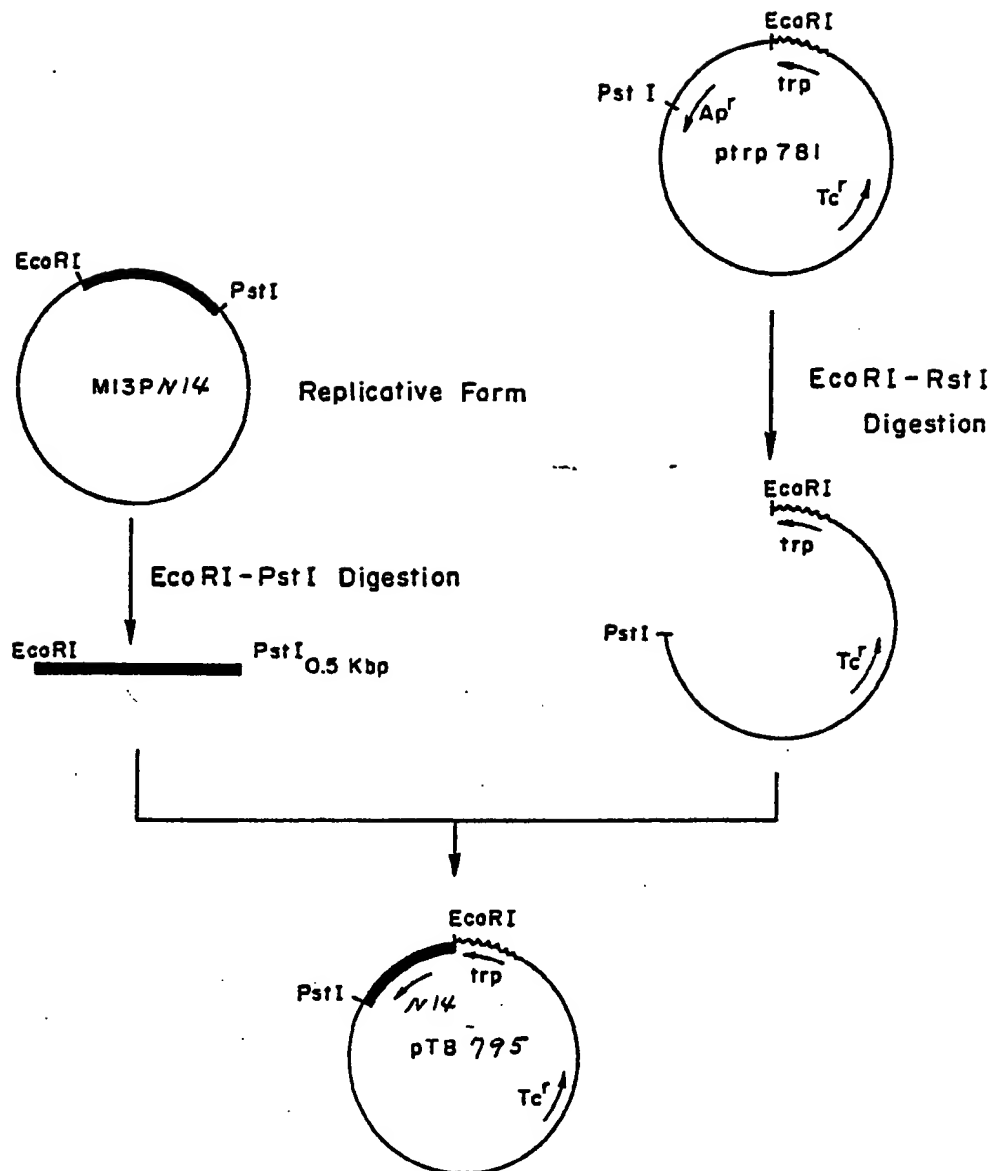 EcoRI
trp
Pst I
Apr
ptrp 781
Tcr
EcoRI
PstI
M13PN14
Replicative Form
EcoRI-RstI
Digestion
EcoRI
trp
EcoRI-PstI Digestion
EcoRI
PstI
0.5 Kbp
PstI
Tcr
EcoRI
trp
PstI
N14
pT8 795
Tcr